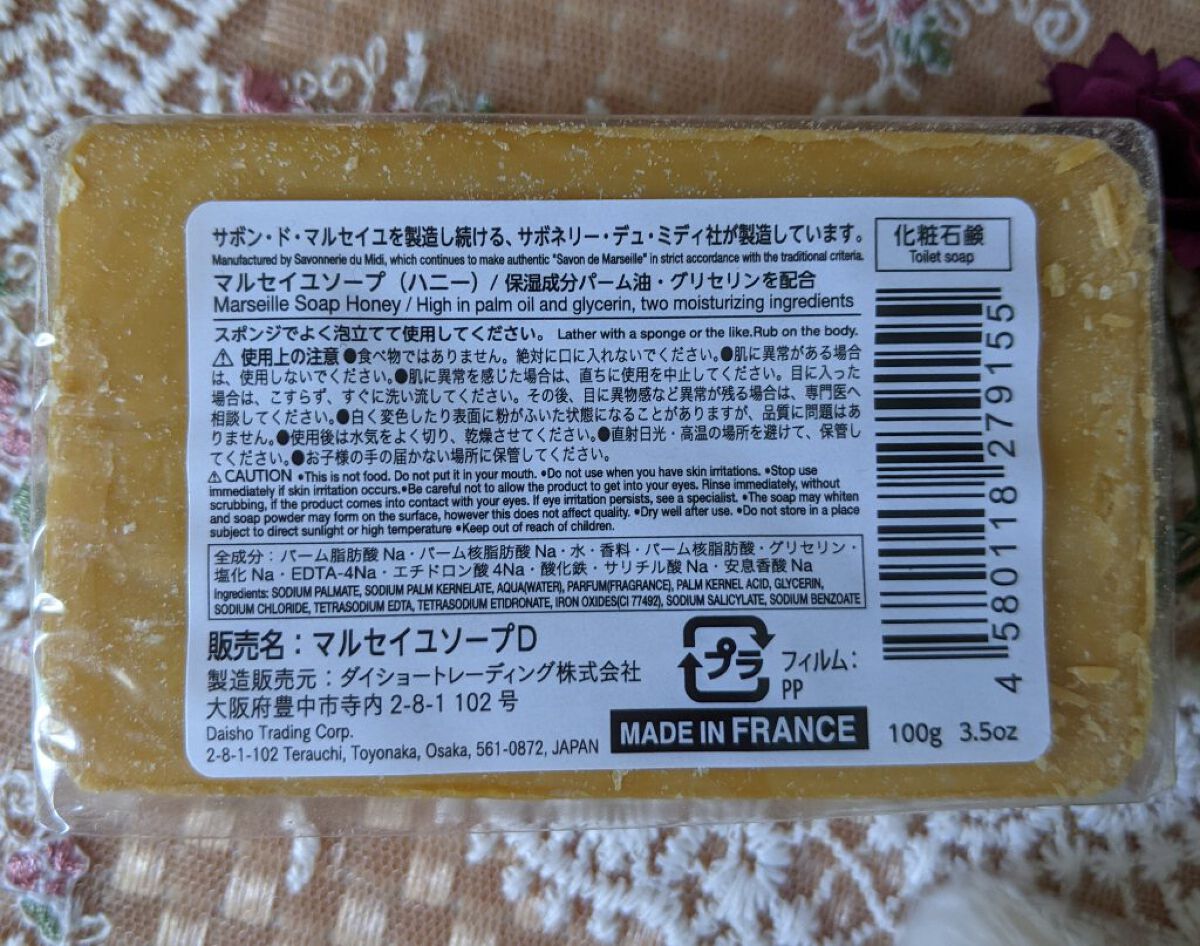 サボン・ド・マルセイユを製造し続ける、サボネリー・デュ・ミディ社が製造しています。
Manufactured by Savonnerie du Midi, which continues to make authentic "Savon de Marseille" in strict accordance with the traditional criteria.
化粧石鹸
Toilet soap
マルセイユソープ（ハニー）/ 保湿成分パーム油・グリセリンを配合
Marseille Soap Honey / High in palm oil and glycerin, two moisturizing ingredients
スポンジでよく泡立てて使用してください。 Lather with a sponge or the like.Rub on the body.
⚠ 使用上の注意 ●食べ物ではありません。絶対に口に入れないでください。●肌に異常がある場合
は、使用しないでください。●肌に異常を感じた場合は、直ちに使用を中止してください。目に入った
場合は、こすらず、すぐに洗い流してください。その後、目に異物感など異常が残る場合は、専門医へ
相談してください。●白く変色したり表面に粉がふいた状態になることがありますが、品質に問題はあ
りません。●使用後は水気をよく切り、乾燥させてください。●直射日光・高温の場所を避けて、保管し
てください。●お子様の手の届かない場所に保管してください。
⚠ CAUTION •This is not food. Do not put it in your mouth. •Do not use when you have skin irritations. •Stop use
immediately if skin irritation occurs.•Be careful not to allow the product to get into your eyes. Rinse immediately, without
scrubbing, if the product comes into contact with your eyes. If eye irritation persists, see a specialist. •The soap may whiten
and soap powder may form on the surface, however this does not affect quality. •Dry well after use. •Do not store in a place
subject to direct sunlight or high temperature •Keep out of reach of children.
全成分：パーム脂肪酸 Na・パーム核脂肪酸 Na・水・香料・パーム核脂肪酸・グリセリン・
塩化 Na・EDTA-4Na・エチドロン酸 4Na・酸化鉄・サリチル酸 Na・安息香酸 Na
Ingredients: SODIUM PALMATE, SODIUM PALM KERNELATE, AQUA(WATER), PARFUM(FRAGRANCE), PALM KERNEL ACID, GLYCERIN,
SODIUM CHLORIDE, TETRASODIUM EDTA, TETRASODIUM ETIDRONATE, IRON OXIDES(CI 77492), SODIUM SALICYLATE, SODIUM BENZOATE
販売名：マルセイユソープD
製造販売元：ダイショートレーディング株式会社
大阪府豊中市寺内 2-8-1 102 号
Daisho Trading Corp.
2-8-1-102 Terauchi, Toyonaka, Osaka, 561-0872, JAPAN
プラ
フィルム：
PP
MADE IN FRANCE
100g 3.5oz
4 580118 279155